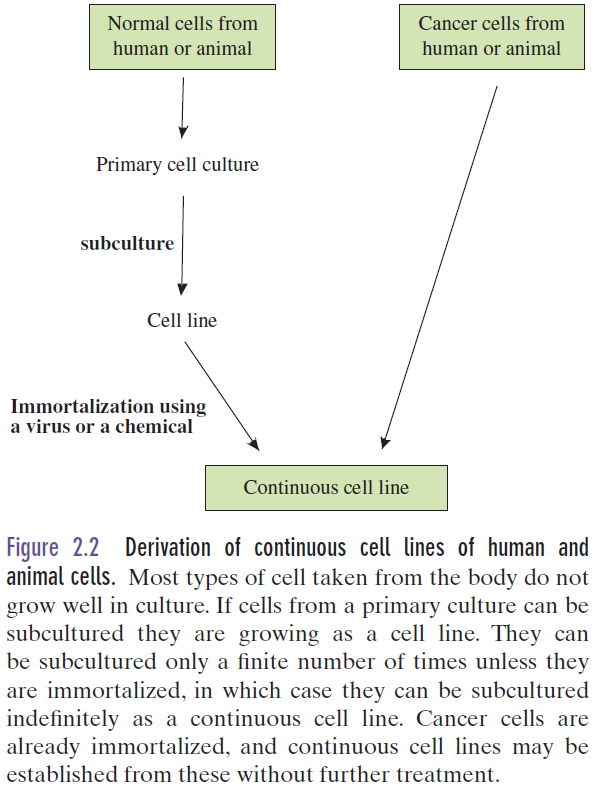 Normal cells from
human or animal
Cancer cells from
human or animal
Primary cell culture
subculture
Cell line
Immortalization using
a virus or a chemical
Continuous cell line
Figure 2.2 Derivation of continuous cell lines of human and
animal cells. Most types of cell taken from the body do not
grow well in culture. If cells from a primary culture can be
subcultured they are growing as a cell line. They can
be subcultured only a finite number of times unless they
are immortalized, in which case they can be subcultured
indefinitely as a continuous cell line. Cancer cells are
already immortalized, and continuous cell lines may be
established from these without further treatment.